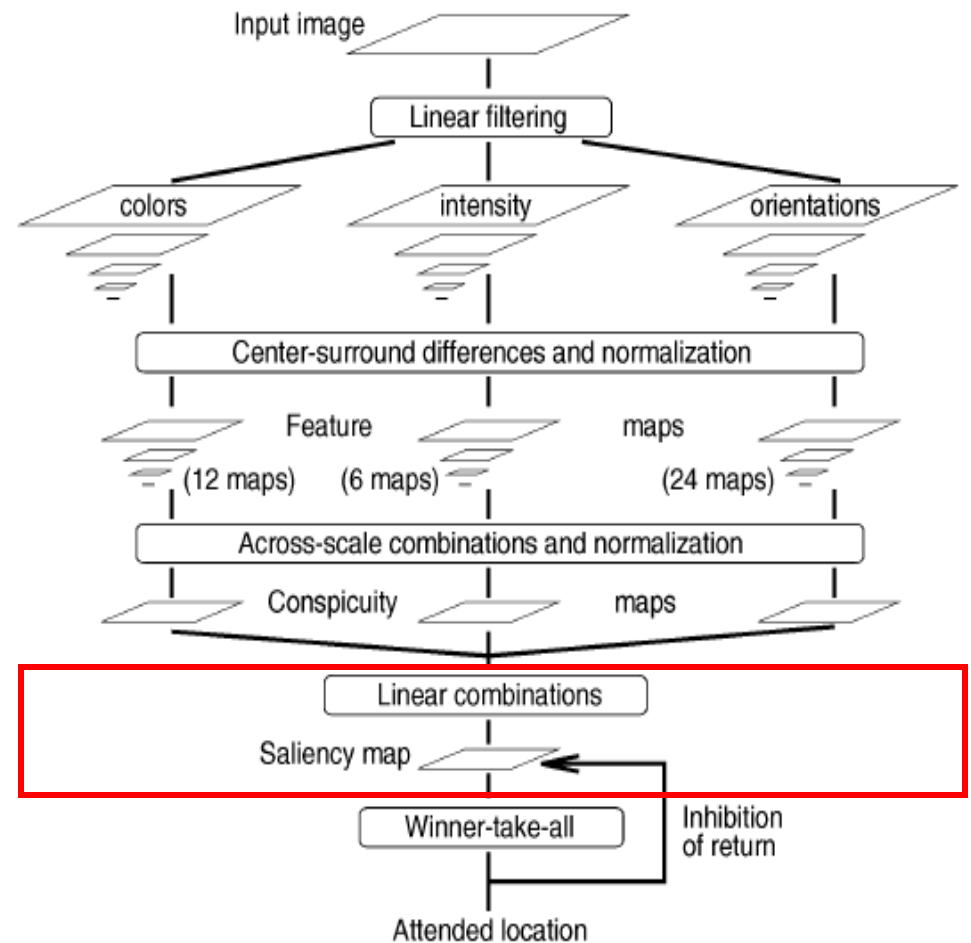 Input image
Linear filtering
colors
intensity
orientations
Center-surround differences and normalization
Feature maps
(12 maps) (6 maps) (24 maps)
Across-scale combinations and normalization
Conspicuity maps
Linear combinations
Saliency map
Winner-take-all
Inhibition
of return
Attended location